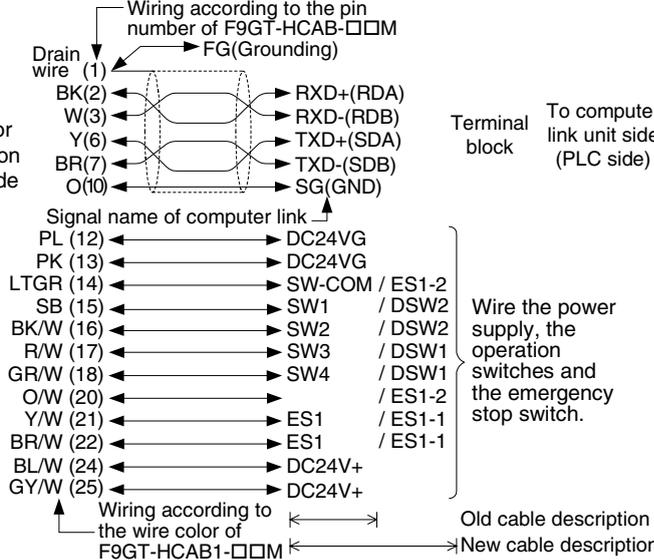 Wiring according to the pin
number of F9GT-HCAB-□□M
FG(Grounding)
Drain
wire (1)
BK(2) RXD+(RDA)
W(3) RXD-(RDB)
Y(6) TXD+(SDA)
BR(7) TXD-(SDB)
O(10) SG(GND)
Terminal
block
link unit side
(PLC side)
To
Signal name of computer link
PL (12) DC24VG
PK (13) DC24VG
LTGR (14) SW-COM / ES1-2
SB (15) SW1 / DSW2
BK/W (16) SW2 / DSW2
R/W (17) SW3 / DSW1
GR/W (18) SW4 / DSW1
O/W (20) / ES1-2
Y/W (21) ES1 / ES1-1
BR/W (22) ES1 / ES1-1
BL/W (24) DC24V+
GY/W (25) DC24V+
Wire the power
supply, the
operation
switches and
the emergency
stop switch.
Wiring according to
the wire color of
F9GT-HCAB1-□□M
Old cable description
New cable description